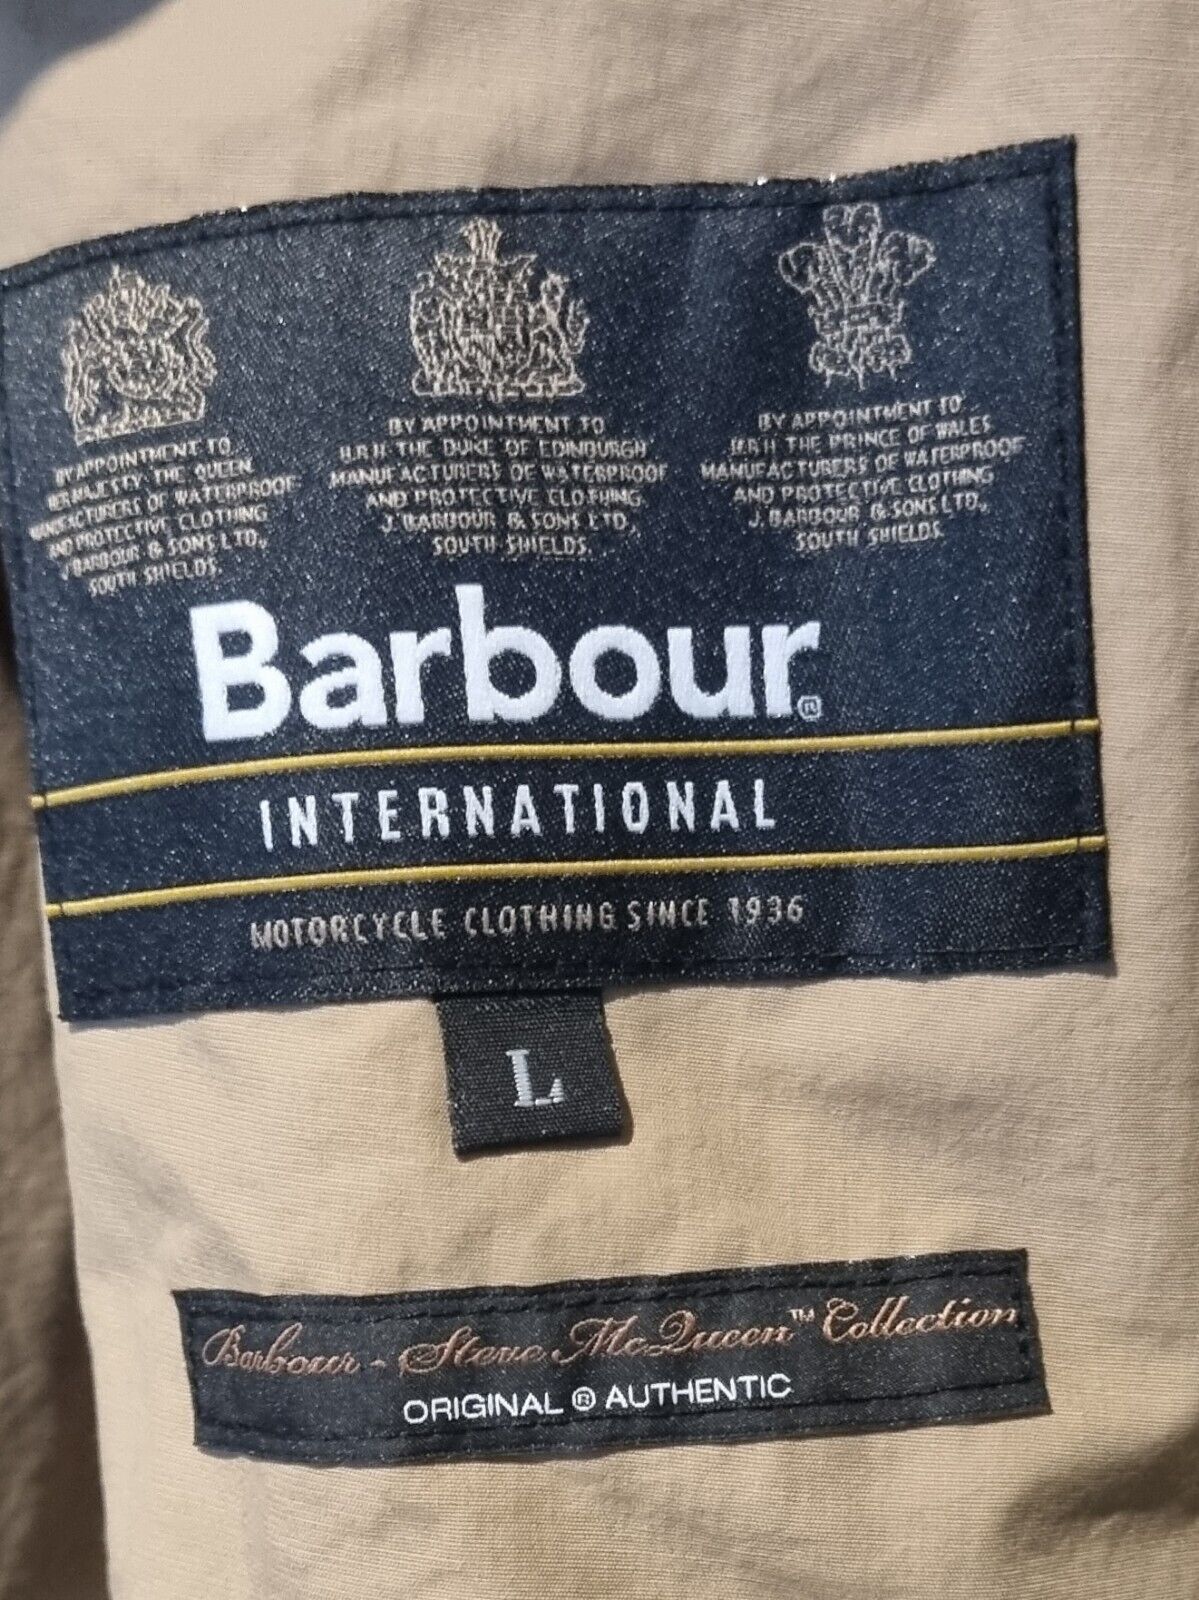 BY APPOINTMENT TO
HER MAJESTY THE QUEEN
MANUFACTURERS OF WATERPROOF
AND PROTECTIVE CLOTHING
J. BARBOUR & SONS LTD.,
SOUTH SHIELDS.
BY APPOINTMENT TO
H.R.H. THE DUKE OF EDINBURGH
MANUFACTURERS OF WATERPROOF
AND PROTECTIVE CLOTHING
J. BARBOUR & SONS LTD.,
SOUTH SHIELDS.
BY APPOINTMENT TO
H.R.H. THE PRINCE OF WALES
MANUFACTURERS OF WATERPROOF
AND PROTECTIVE CLOTHING
J. BARBOUR & SONS LTD.,
SOUTH SHIELDS.
Barbour®
INTERNATIONAL
MOTORCYCLE CLOTHING SINCE 1936
L
Barbour - Steve McQueen™ Collection
ORIGINAL ® AUTHENTIC